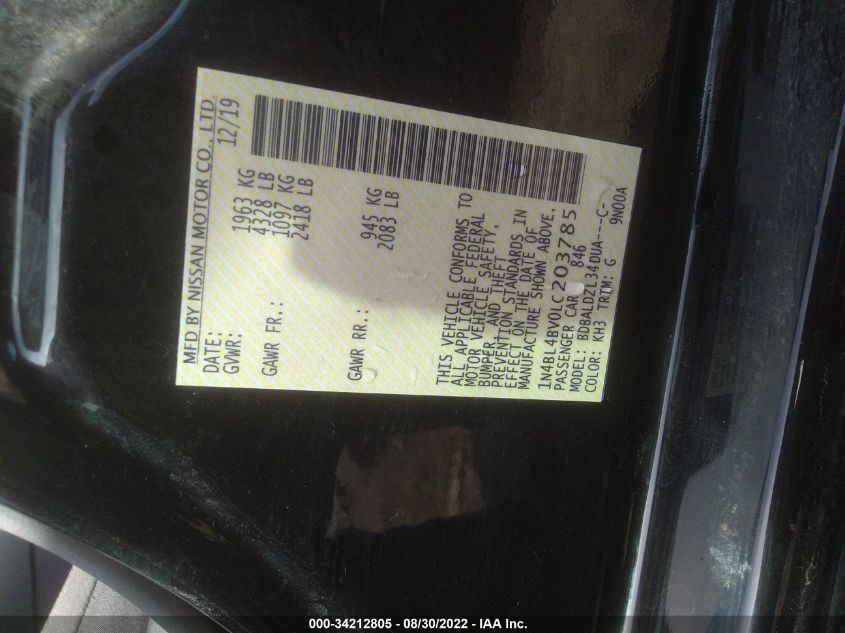 MFD BY NISSAN MOTOR CO., LTD.
DATE: 12/19
GVWR: 1963 KG
4328 LB
GAWR FR.: 1097 KG
2418 LB
GAWR RR.: 945 KG
2083 LB
THIS VEHICLE CONFORMS TO
ALL APPLICABLE FEDERAL
MOTOR VEHICLE SAFETY,
BUMPER, AND THEFT
PREVENTION STANDARDS IN
EFFECT ON THE DATE OF
MANUFACTURE SHOWN ABOVE.
1N4BL4BV0LC203785
PASSENGER CAR 846
MODEL: BDBALDZL34DUA---C-
COLOR: KH3 TRIM: G 9N00A
000-34212805 - 08/30/2022 - IAA Inc.